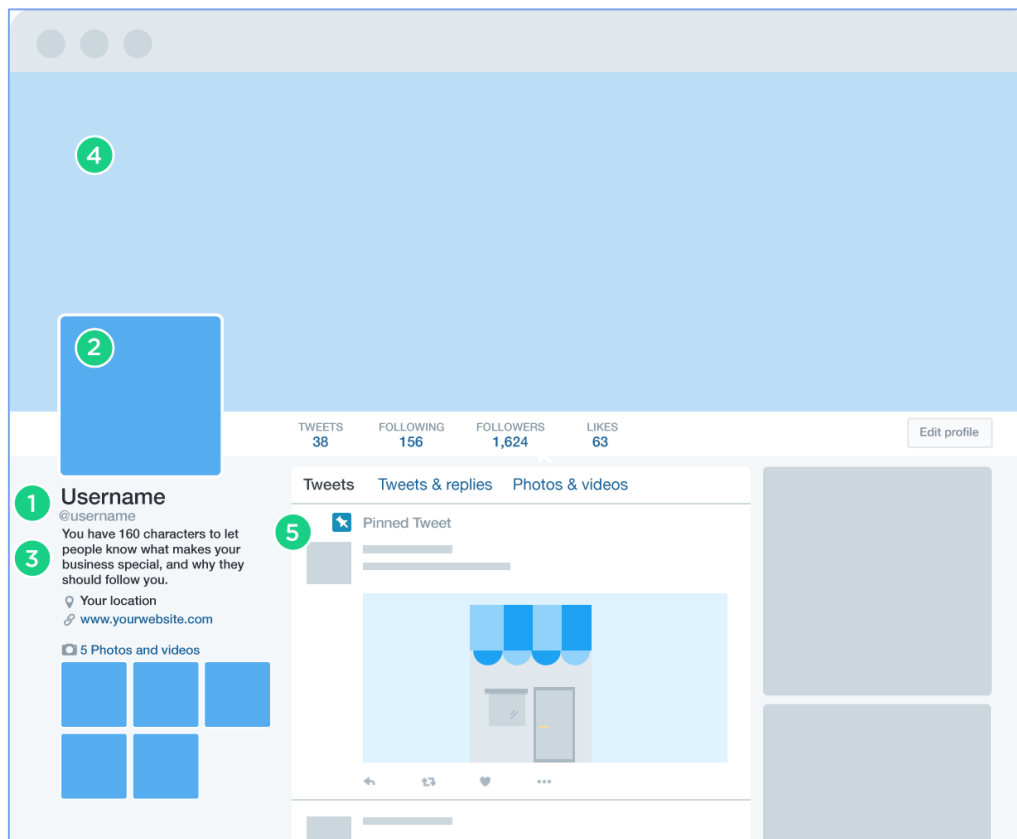 4
2
TWEETS FOLLOWING FOLLOWERS LIKES
38 156 1,624 63
Edit profile
1
Username
@username
3
You have 160 characters to let
people know what makes your
business special, and why they
should follow you.
Your location
www.yourwebsite.com
5 Photos and videos
Tweets Tweets & replies Photos & videos
5
Pinned Tweet